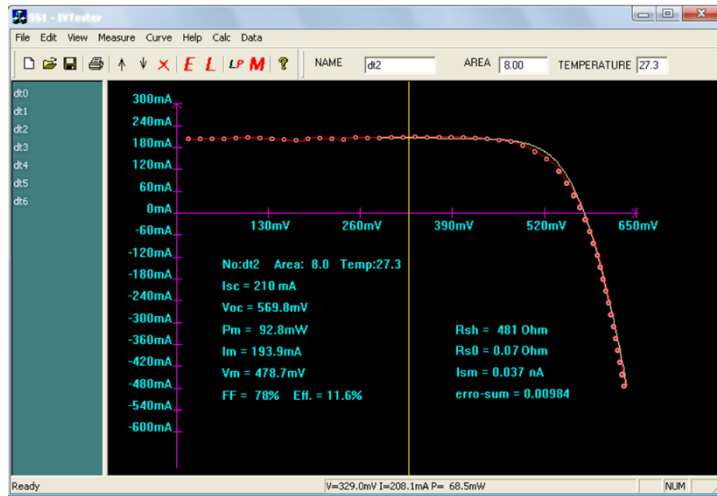 SS1 - IVTester
File Edit View Measure Curve Help Calc Data
E L LP M ? NAME dt2 AREA 8.00 TEMPERATURE 27.3
dt0
dt1
dt2
dt3
dt4
dt5
dt6
300mA
240mA
180mA
120mA
60mA
0mA
130mV 260mV 390mV 520mV 650mV
-60mA
-120mA
-180mA
-240mA
-300mA
-360mA
-420mA
-480mA
-540mA
-600mA
No:dt2 Area: 8.0 Temp:27.3
Isc = 210 mA
Voc = 569.8mV
Pm = 92.8mW
Im = 193.9mA
Vm = 478.7mV
FF = 78% Eff. = 11.6%
Rsh = 481 Ohm
Rs0 = 0.07 Ohm
Ism = 0.037 nA
erro-sum = 0.00984
Ready V=329.0mV I=208.1mA P= 68.5mW NUM